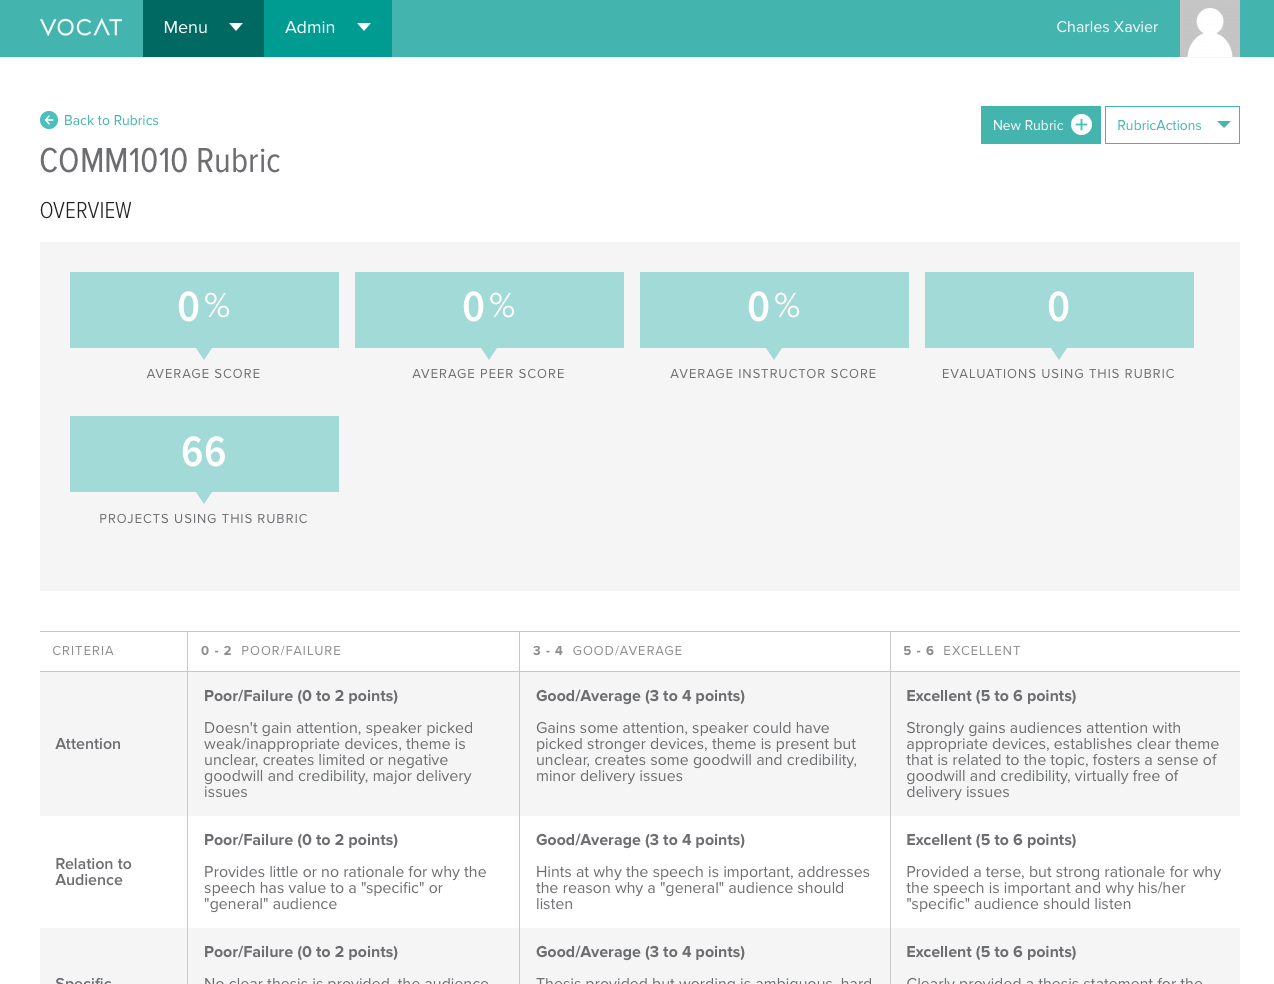 VOCAT
Menu
Admin
Charles Xavier
Back to Rubrics
New Rubric
RubricActions
COMM1010 Rubric
OVERVIEW
0 %
0 %
0 %
0
AVERAGE SCORE
AVERAGE PEER SCORE
AVERAGE INSTRUCTOR SCORE
EVALUATIONS USING THIS RUBRIC
66
PROJECTS USING THIS RUBRIC
CRITERIA
0 - 2 POOR/FAILURE
3 - 4 GOOD/AVERAGE
5 - 6 EXCELLENT
Attention
Poor/Failure (0 to 2 points)
Doesn't gain attention, speaker picked
weak/inappropriate devices, theme is
unclear, creates limited or negative
goodwill and credibility, major delivery
issues
Good/Average (3 to 4 points)
Gains some attention, speaker could have
picked stronger devices, theme is present but
unclear, creates some goodwill and credibility,
minor delivery issues
Excellent (5 to 6 points)
Strongly gains audiences attention with
appropriate devices, establishes clear theme
that is related to the topic, fosters a sense of
goodwill and credibility, virtually free of
delivery issues
Relation to
Audience
Poor/Failure (0 to 2 points)
Provides little or no rationale for why the
speech has value to a "specific" or
"general" audience
Good/Average (3 to 4 points)
Hints at why the speech is important, addresses
the reason why a "general" audience should
listen
Excellent (5 to 6 points)
Provided a terse, but strong rationale for why
the speech is important and why his/her
"specific" audience should listen
Specific
Poor/Failure (0 to 2 points)
No clear thesis is provided, the audience
Good/Average (3 to 4 points)
Thesis provided but wording is ambiguous, hard
Excellent (5 to 6 points)
Clearly provided a thesis statement for the